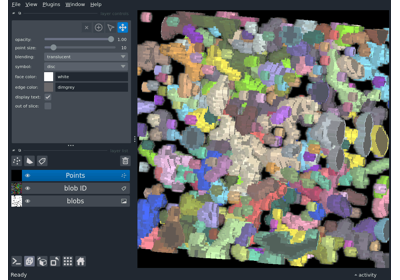 File View Plugins Window Help
opacity: 1.00
point size: 10
blending: translucent
symbol: disc
face color: white
edge color: dimgrey
display text: ✓
out of slice:
Points
blob ID
blobs
Ready
activity